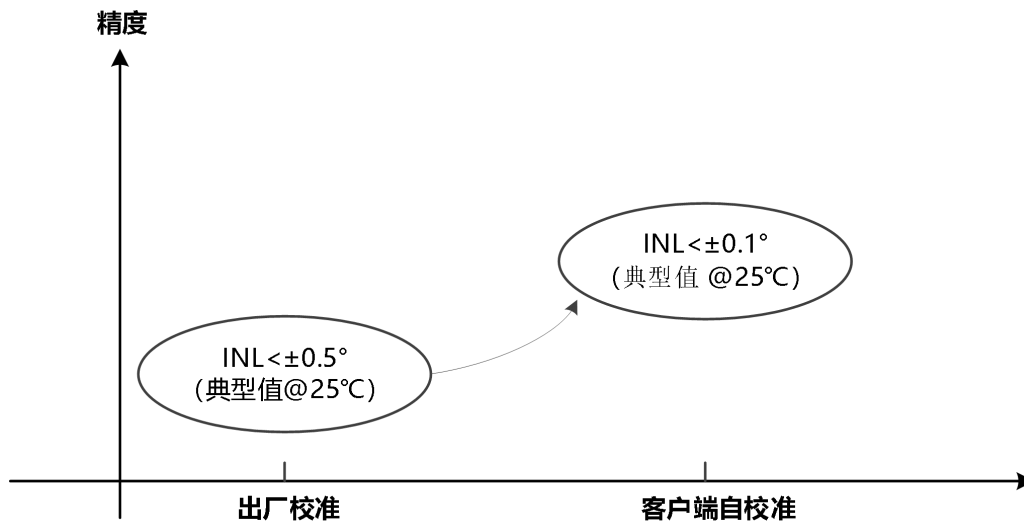 精度
INL<±0.1°
(典型值 @25℃)
INL<±0.5°
(典型值@25℃)
出厂校准
客户端自校准